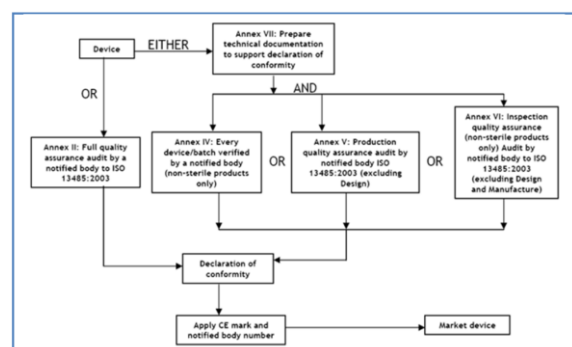 Device
EITHER
Annex VII: Prepare
technical documentation
to support declaration of
conformity
OR
AND
Annex II: Full quality
assurance audit by a
notified body to ISO
13485:2003
Annex IV: Every
device/batch verified
by a notified body
(non-sterile products
only)
OR
Annex V: Production
quality assurance audit by
notified body ISO
13485:2003 (excluding
Design)
OR
Annex VI: Inspection
quality assurance
(non-sterile products
only) Audit by
notified body to ISO
13485:2003
(excluding Design
and Manufacture)
Declaration of
conformity
Apply CE mark and
notified body number
Market device